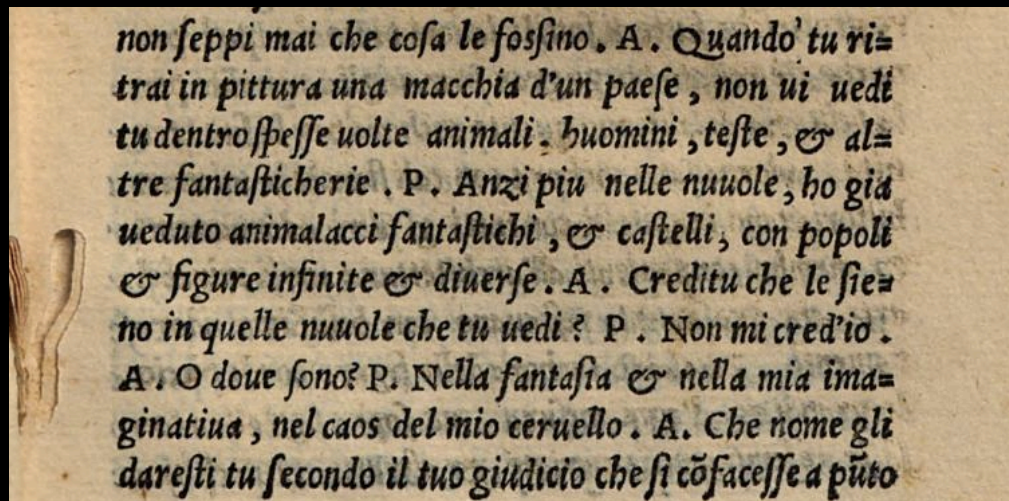 non ſeppi mai che coſa le foſſino. A. Quando tu ri=
trai in pittura una macchia d'un paeſe, non ui uedi
tu dentro ſpeſſe uolte animali. huomini, teſte, & al=
tre fantaſticherie. P. Anzi piu nelle nuuole, ho gia
ueduto animalacci fantaſtichi, & caſtelli, con popoli
& figure infinite & diuerſe. A. Creditu che le ſie=
no in quelle nuuole che tu uedi? P. Non mi cred'io.
A. O doue ſono? P. Nella fantaſia & nella mia ima=
ginatiua, nel caos del mio ceruello. A. Che nome gli
dareſti tu ſecondo il tuo giudicio che ſi cõfaceſſe a pũto